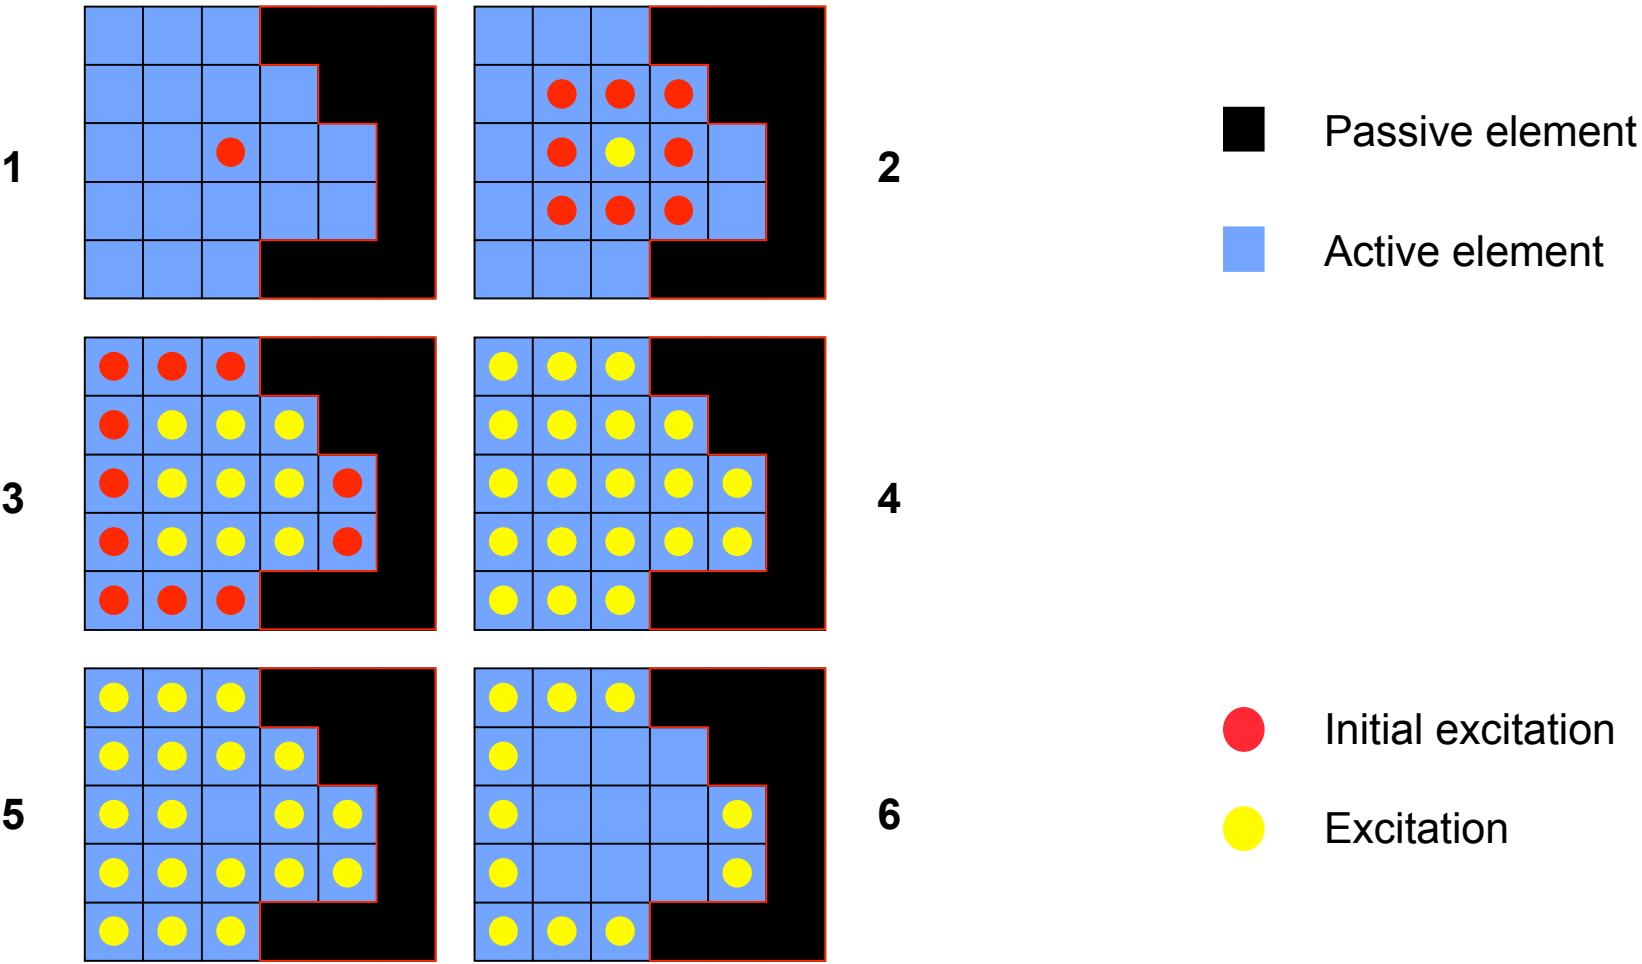 1
2
Passive element
Active element
3
4
5
6
Initial excitation
Excitation